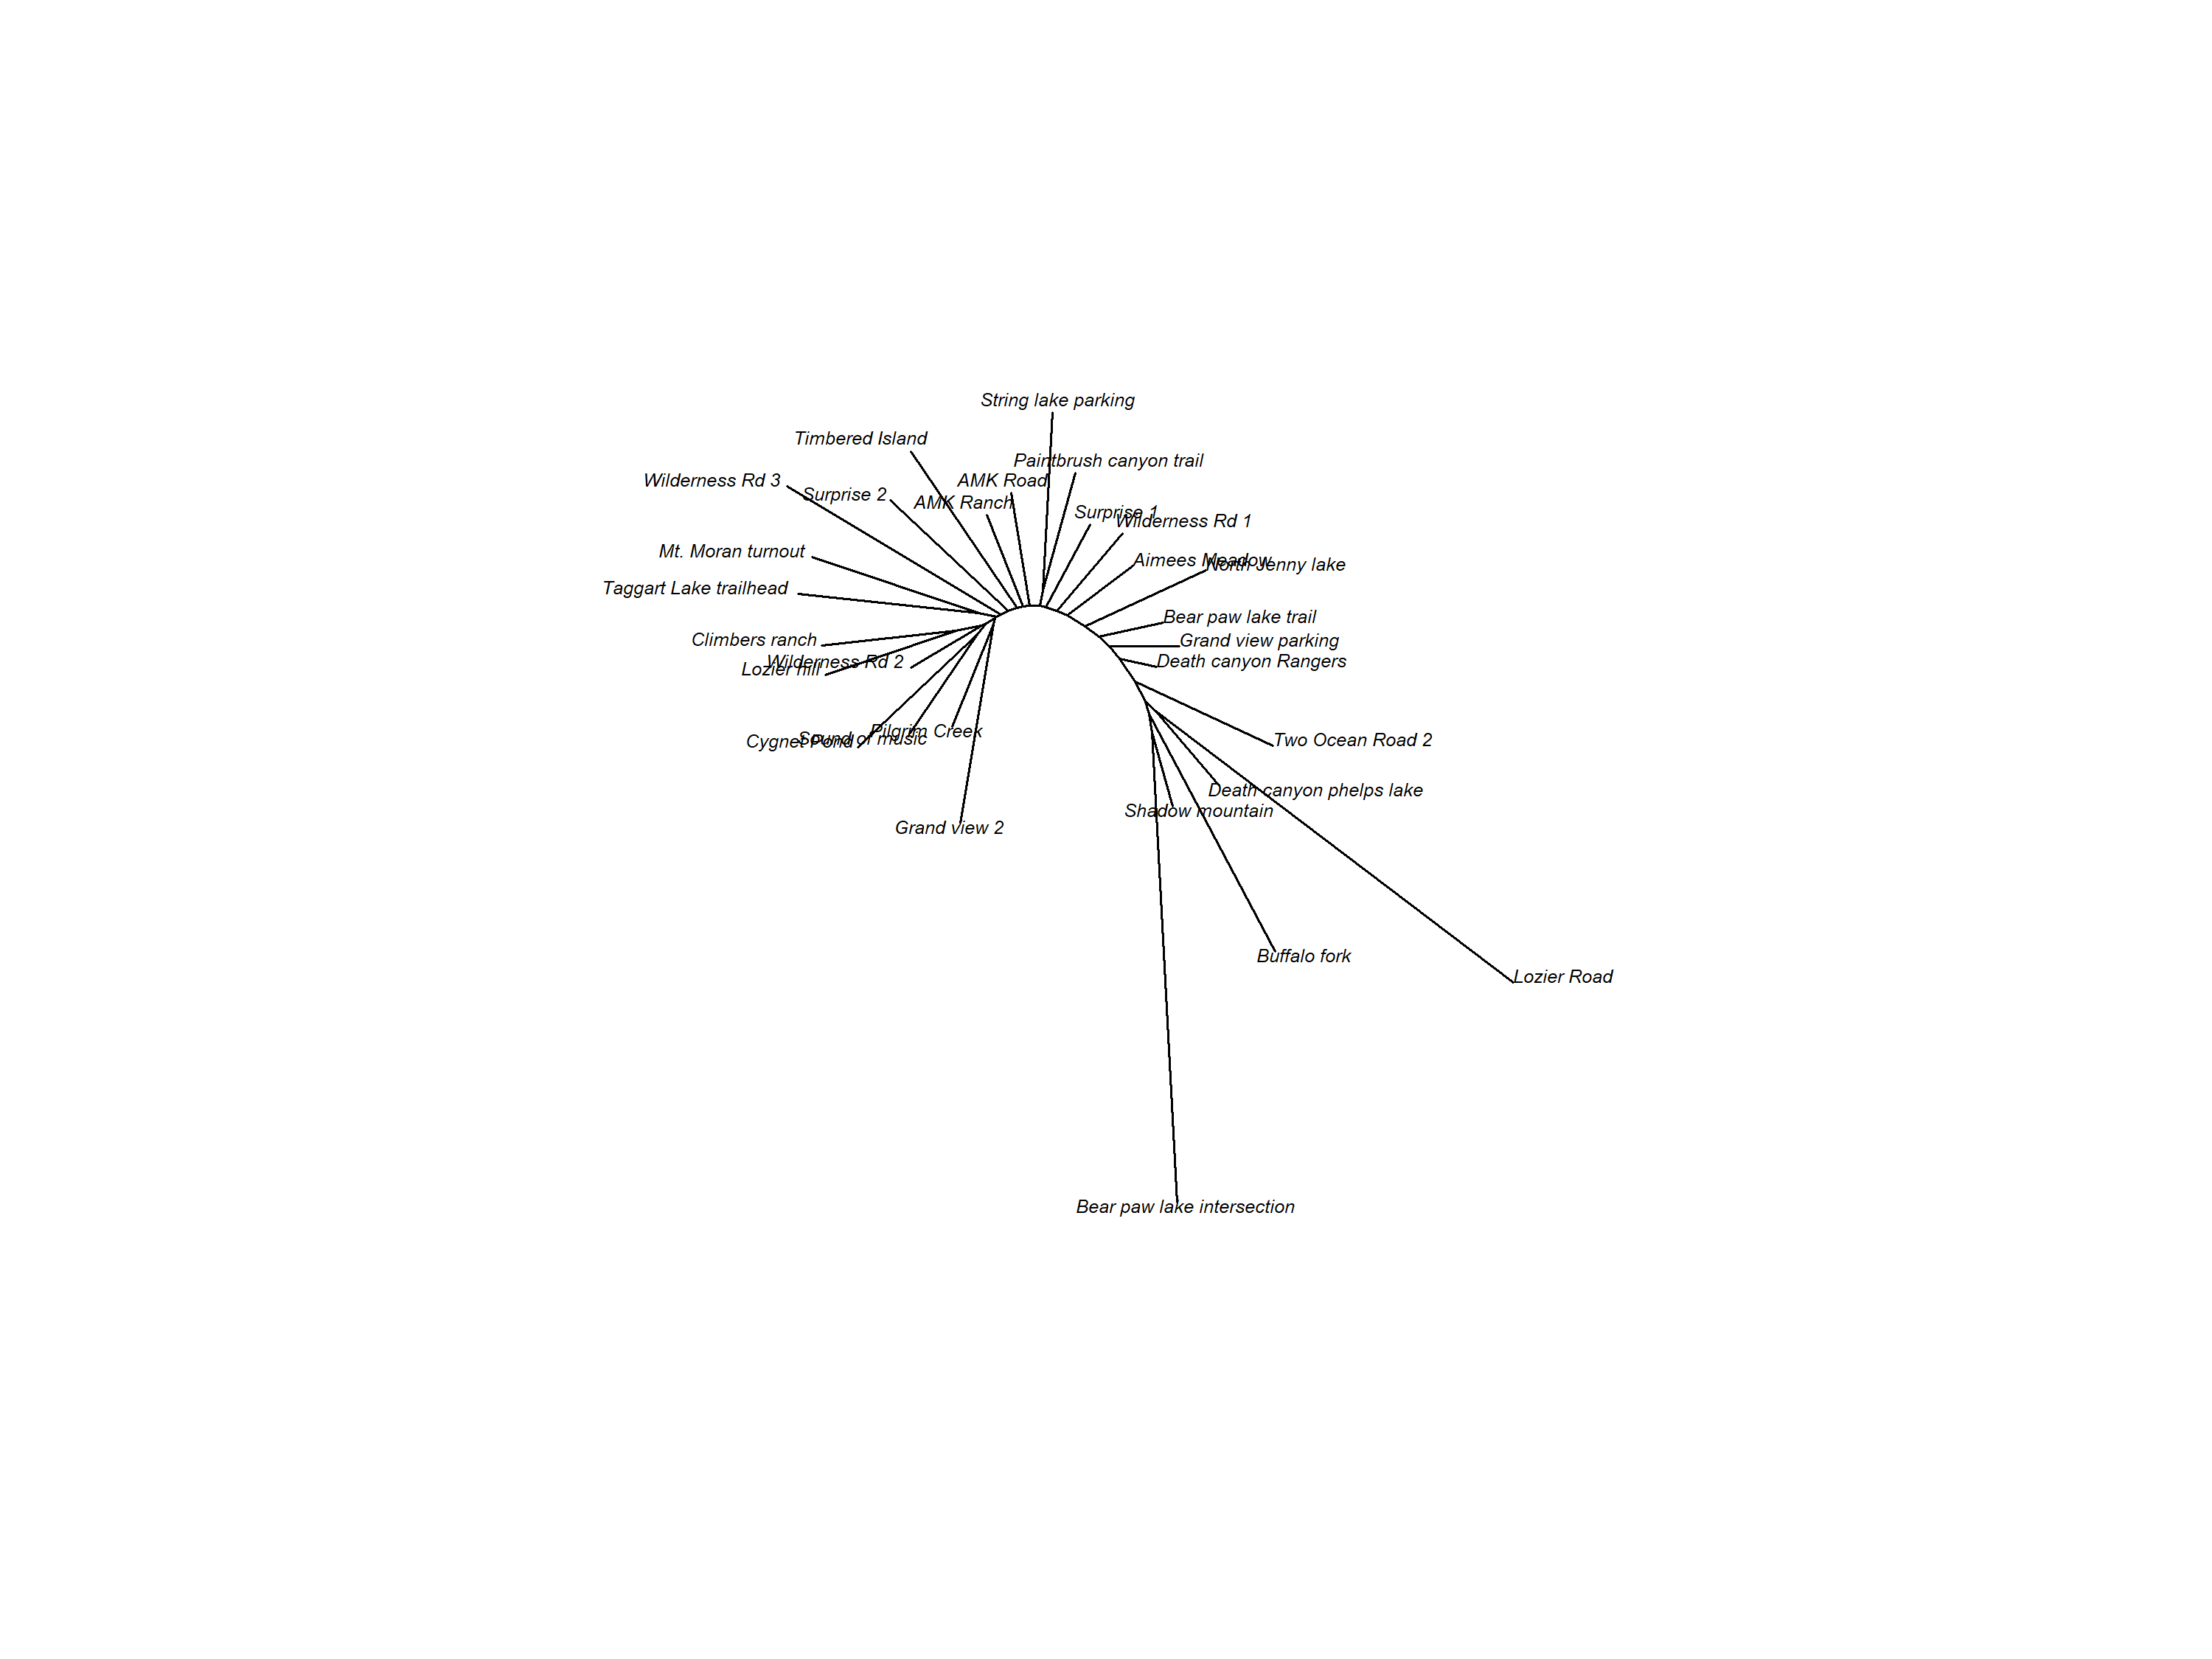 String lake parking
Timbered Island
Paintbrush canyon trail
Wilderness Rd 3
AMK Road
Surprise 2
AMK Ranch
Surprise 1
Wilderness Rd 1
Mt. Moran turnout
Aimees Meadow
North Jenny lake
Taggart Lake trailhead
Bear paw lake trail
Climbers ranch
Grand view parking
Wilderness Rd 2
Death canyon Rangers
Lozier hill
Pilgrim Creek
Sound of music
Cygnet Pond
Two Ocean Road 2
Death canyon phelps lake
Shadow mountain
Grand view 2
Buffalo fork
Lozier Road
Bear paw lake intersection